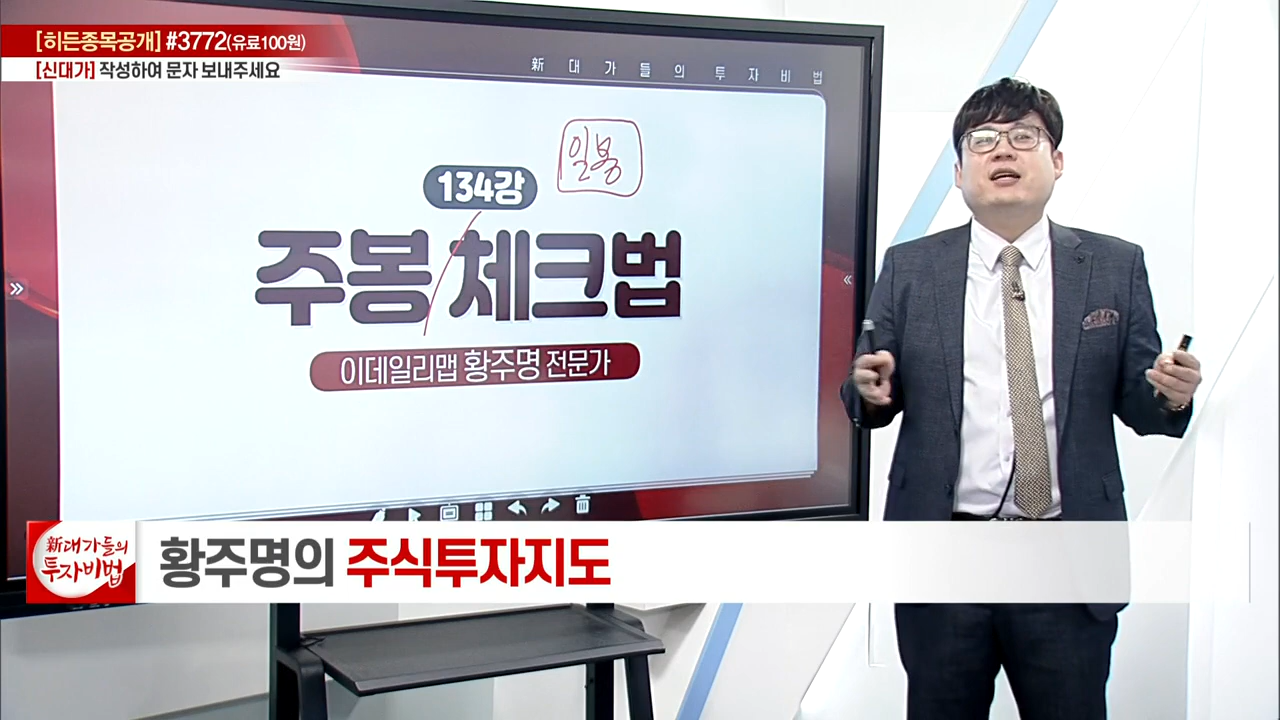 [히든종목공개] #3772(유료100원)
[신대가] 작성하여 문자 보내주세요
新 대 가 들 의 투 자 비 법
일봉
134강
주봉 체크법
이데일리맵 황주명 전문가
新대가들의
투자비법
황주명의 주식투자지도